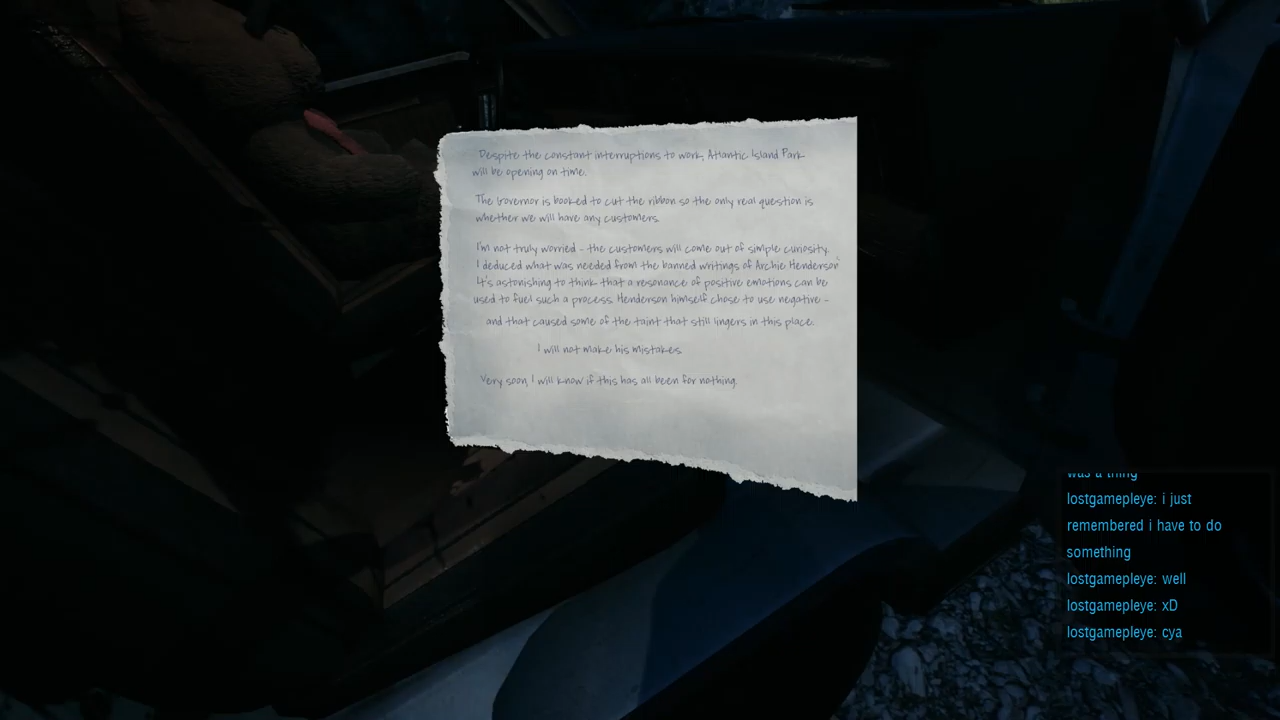 Despite the constant interruptions to work, Atlantic Island Park
will be opening on time.
The Governor is booked to cut the ribbon so the only real question is
whether we will have any customers.
I'm not truly worried - the customers will come out of simple curiosity.
I deduced what was needed from the banned writings of Archie Henderson.
It's astonishing to think that a resonance of positive emotions can be
used to fuel such a process. Henderson himself chose to use negative -
and that caused some of the taint that still lingers in this place.
I will not make his mistakes.
Very soon, I will know if this has all been for nothing.
was a thing
lostgamepleye: i just
remembered i have to do
something
lostgamepleye: well
lostgamepleye: xD
lostgamepleye: cya